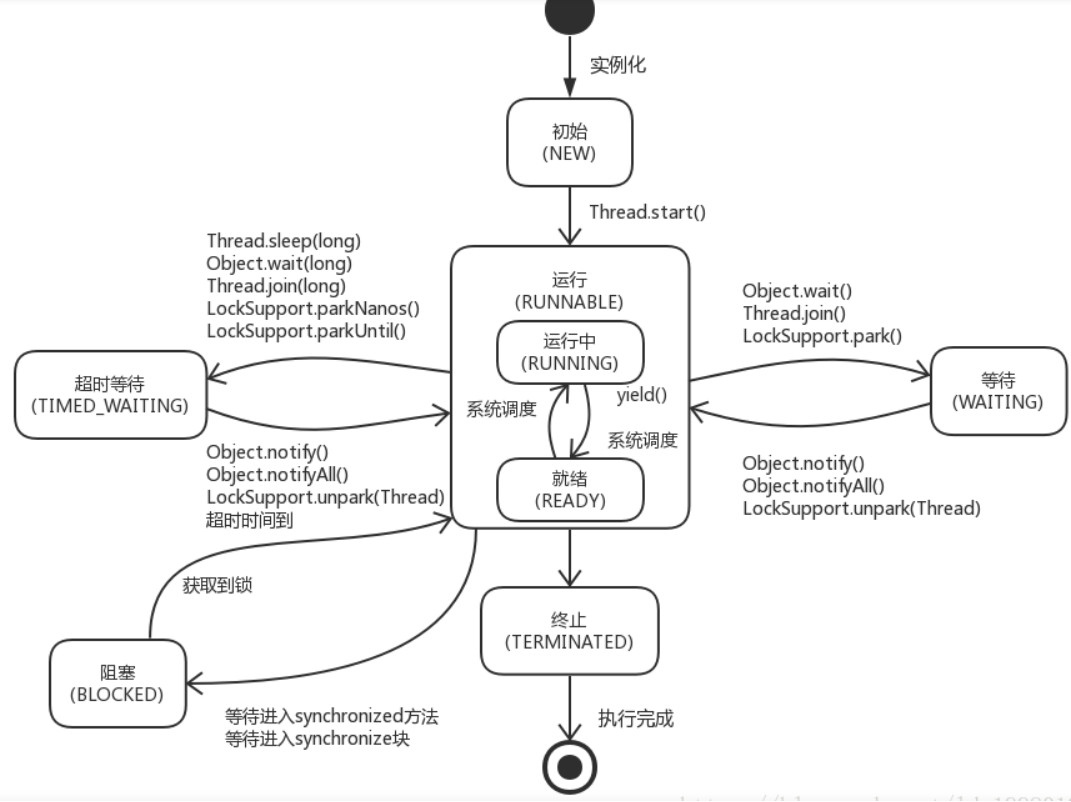 实例化
初始
(NEW)
Thread.start()
Thread.sleep(long)
Object.wait(long)
Thread.join(long)
LockSupport.parkNanos()
LockSupport.parkUntil()
运行
(RUNNABLE)
运行中
(RUNNING)
系统调度
yield()
系统调度
就绪
(READY)
Object.wait()
Thread.join()
LockSupport.park()
超时等待
(TIMED_WAITING)
等待
(WAITING)
Object.notify()
Object.notifyAll()
LockSupport.unpark(Thread)
超时时间到
Object.notify()
Object.notifyAll()
LockSupport.unpark(Thread)
获取到锁
终止
(TERMINATED)
阻塞
(BLOCKED)
等待进入synchronized方法
等待进入synchronize块
执行完成